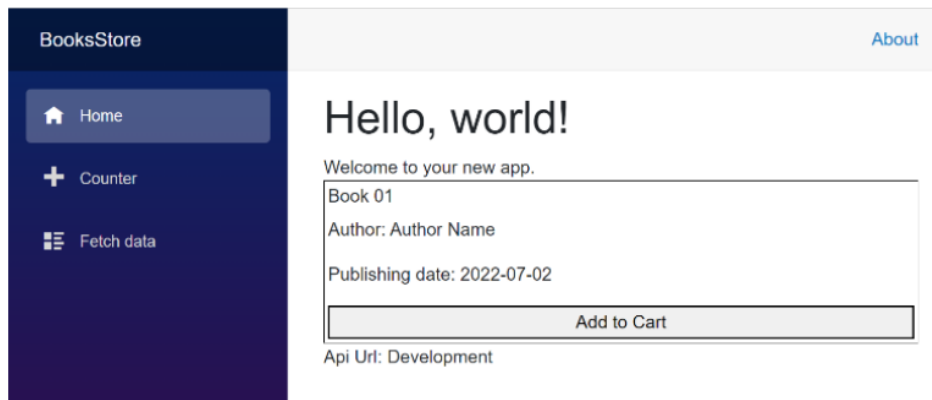 BooksStore
About
Home
Counter
Fetch data
Hello, world!
Welcome to your new app.
Book 01
Author: Author Name
Publishing date: 2022-07-02
Add to Cart
Api Url: Development